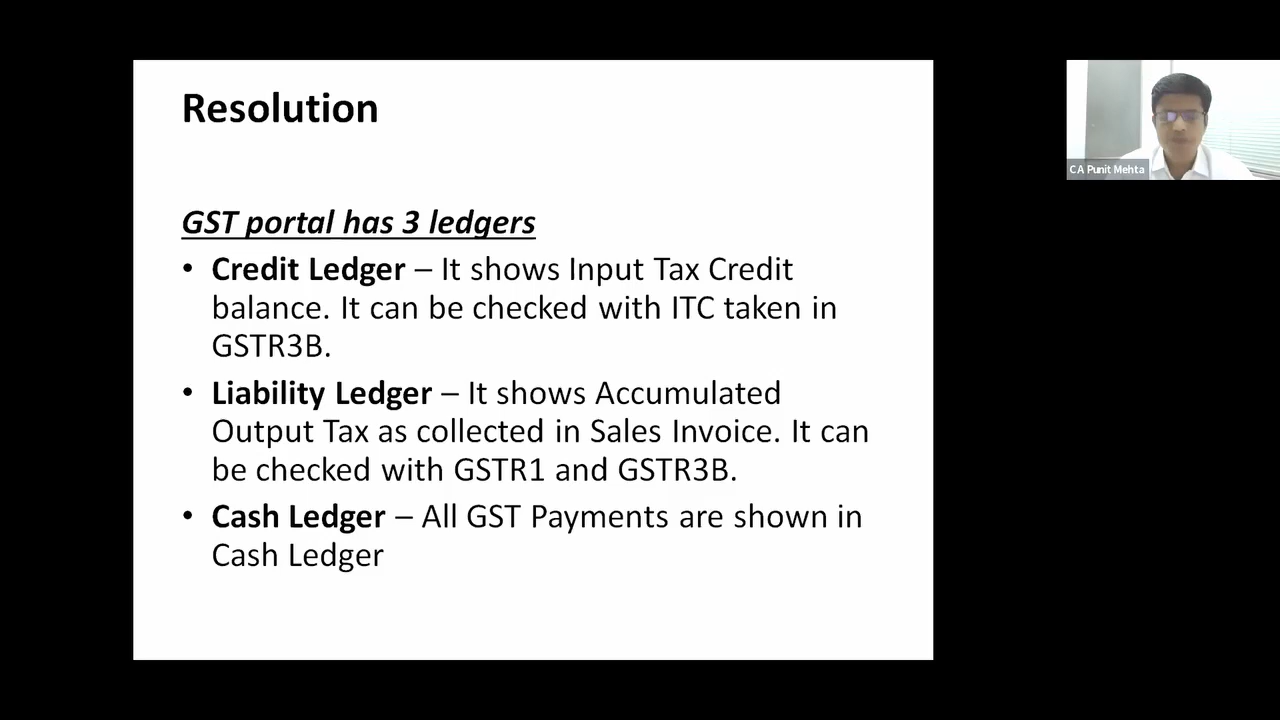 Resolution
GST portal has 3 ledgers
• Credit Ledger – It shows Input Tax Credit
balance. It can be checked with ITC taken in
GSTR3B.
• Liability Ledger – It shows Accumulated
Output Tax as collected in Sales Invoice. It can
be checked with GSTR1 and GSTR3B.
• Cash Ledger – All GST Payments are shown in
Cash Ledger
CA Punit Mehta